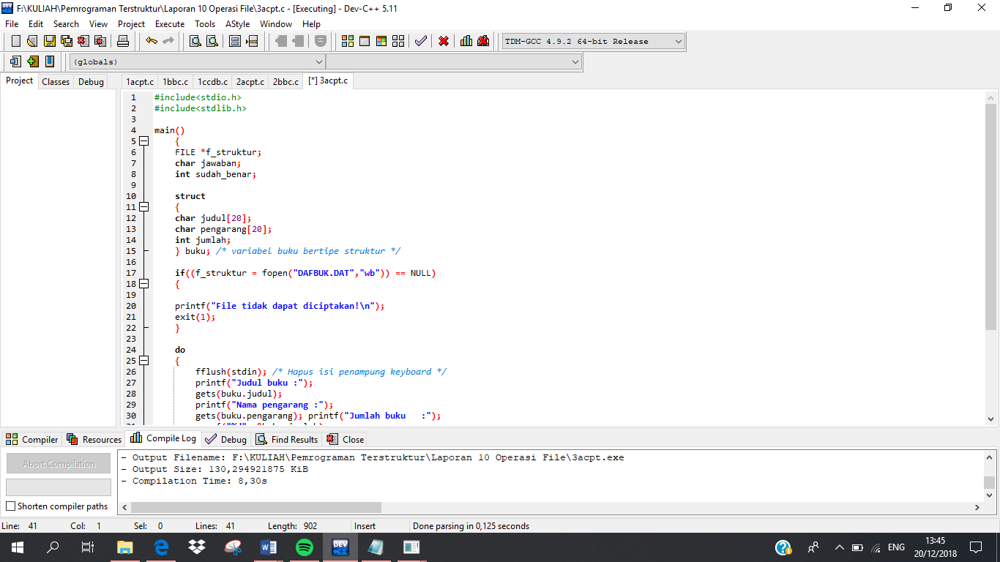 F:\KULIAH\Pemrograman Terstruktur\Laporan 10 Operasi File\3acpt.c - [Executing] - Dev-C++ 5.11
File Edit Search View Project Execute Tools AStyle Window Help
TDM-GCC 4.9.2 64-bit Release
(globals)
Project Classes Debug
1acpt.c 1bbc.c 1ccdb.c 2acpt.c 2bbc.c [*] 3acpt.c
1 #include<stdio.h>
2 #include<stdlib.h>
3
4 main()
5 {
6 FILE *f_struktur;
7 char jawaban;
8 int sudah_benar;
9
10 struct
11 {
12 char judul[20];
13 char pengarang[20];
14 int jumlah;
15 } buku; /* variabel buku bertipe struktur */
16
17 if((f_struktur = fopen("DAFBUK.DAT","wb")) == NULL)
18 {
19
20 printf("File tidak dapat diciptakan!\n");
21 exit(1);
22 }
23
24 do
25 {
26 fflush(stdin); /* Hapus isi penampung keyboard */
27 printf("Judul buku :");
28 gets(buku.judul);
29 printf("Nama pengarang :");
30 gets(buku.pengarang); printf("Jumlah buku   :");
Compiler Resources Compile Log Debug Find Results Close
Abort Compilation
Shorten compiler paths
- Output Filename: F:\KULIAH\Pemrograman Terstruktur\Laporan 10 Operasi File\3acpt.exe
- Output Size: 130,294921875 KiB
- Compilation Time: 8,30s
Line: 41 Col: 1 Sel: 0 Lines: 41 Length: 902 Insert Done parsing in 0,125 seconds
DEV
ENG
13:45
20/12/2018